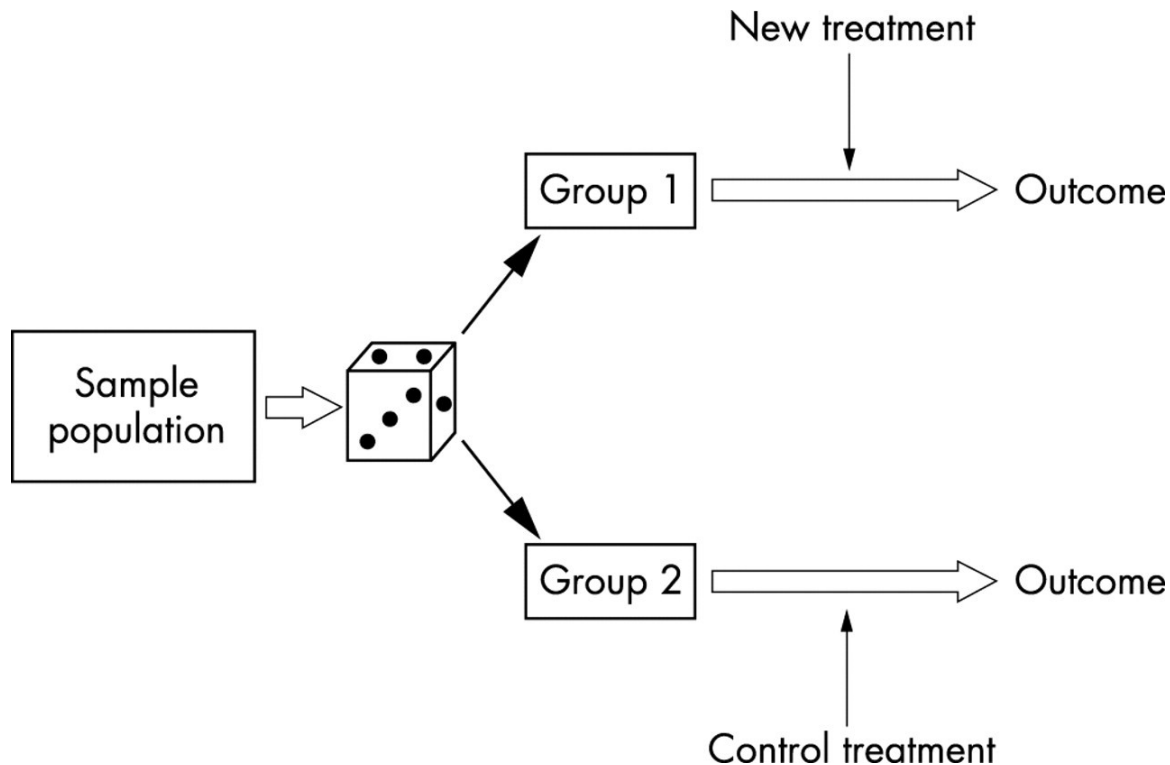 New treatment
Group 1
Outcome
Sample
population
Group 2
Outcome
Control treatment